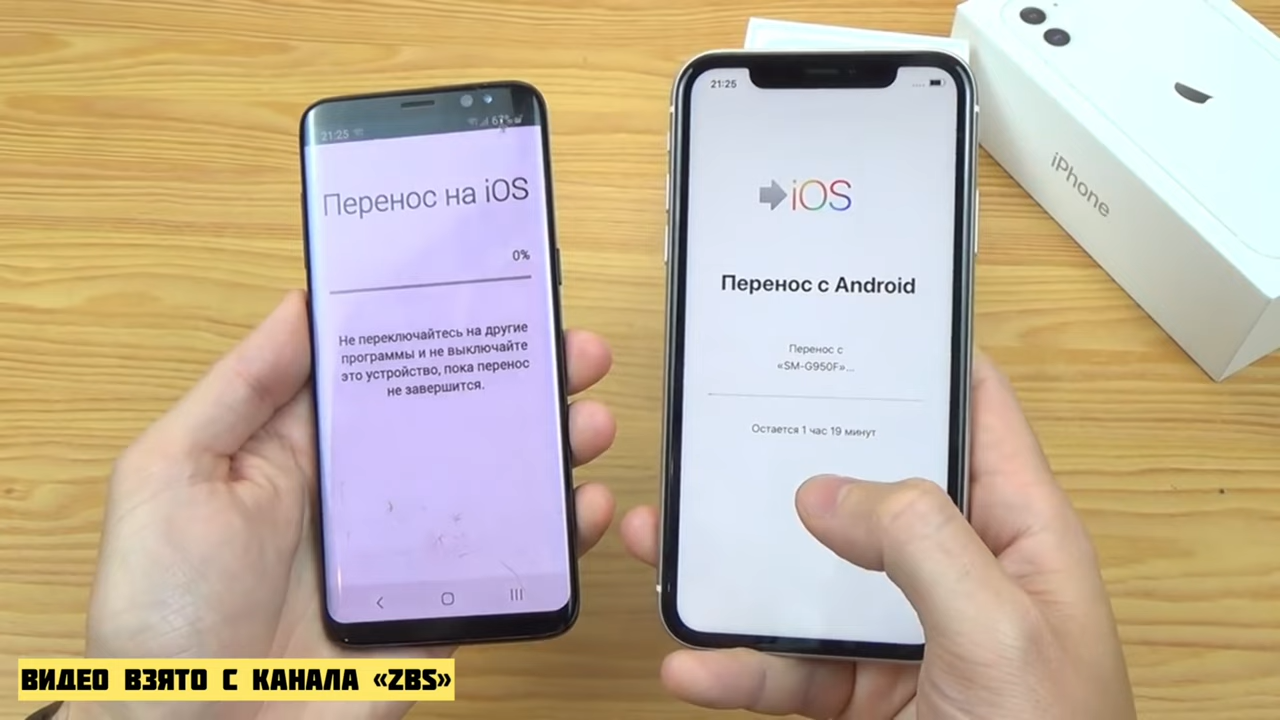 21:25
67%
Перенос на iOS
0%
Не переключайтесь на другие
программы и не выключайте
это устройство, пока перенос
не завершится.
21:25
iOS
Перенос с Android
Перенос с
«SM-G950F»...
Остается 1 час 19 минут
iPhone
ВИДЕО ВЗЯТО С КАНАЛА «ZBS»